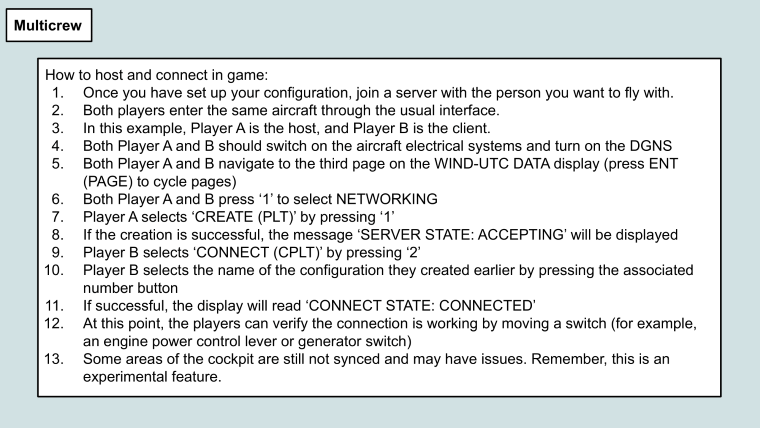 Multicrew
How to host and connect in game:
1. Once you have set up your configuration, join a server with the person you want to fly with.
2. Both players enter the same aircraft through the usual interface.
3. In this example, Player A is the host, and Player B is the client.
4. Both Player A and B should switch on the aircraft electrical systems and turn on the DGNS
5. Both Player A and B navigate to the third page on the WIND-UTC DATA display (press ENT
(PAGE) to cycle pages)
6. Both Player A and B press ‘1’ to select NETWORKING
7. Player A selects ‘CREATE (PLT)’ by pressing ‘1’
8. If the creation is successful, the message ‘SERVER STATE: ACCEPTING’ will be displayed
9. Player B selects ‘CONNECT (CPLT)’ by pressing ‘2’
10. Player B selects the name of the configuration they created earlier by pressing the associated
number button
11. If successful, the display will read ‘CONNECT STATE: CONNECTED’
12. At this point, the players can verify the connection is working by moving a switch (for example,
an engine power control lever or generator switch)
13. Some areas of the cockpit are still not synced and may have issues. Remember, this is an
experimental feature.